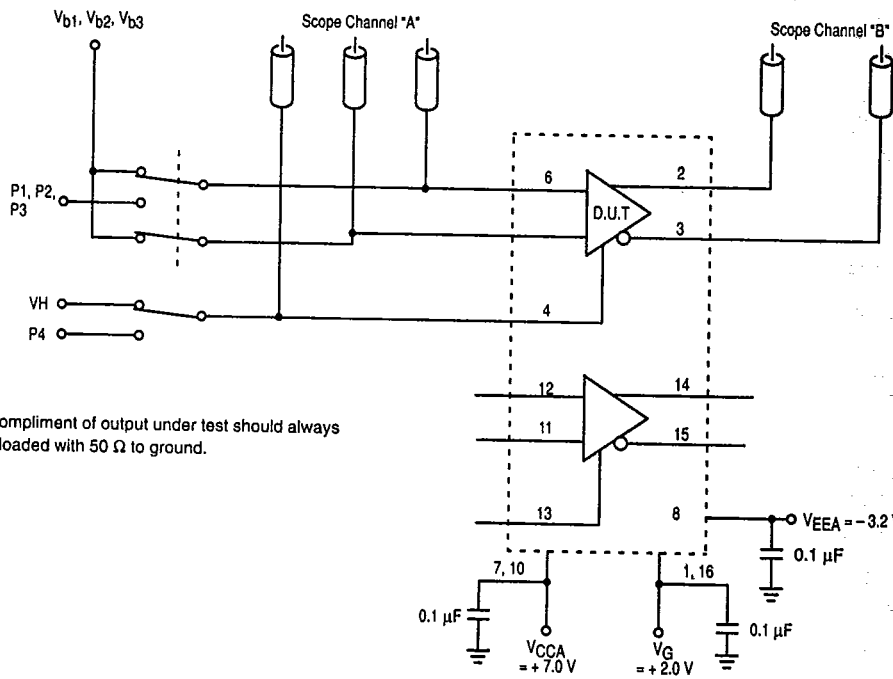 Vb1, Vb2, Vb3
Scope Channel "A"
Scope Channel "B"
P1, P2,
P3
6
2
D.U.T
3
VH
P4
4
12
14
11
15
ompliment of output under test should always
loaded with 50 Ω to ground.
13
8
VEEA = −3.2
7, 10
1, 16
0.1 μF
0.1 μF
0.1 μF
VCCA
= + 7.0 V
VG
= +2.0 V